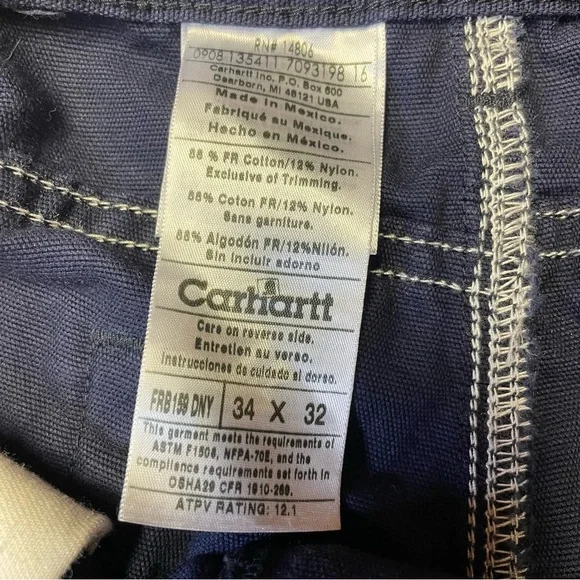 RN# 14806
0908 135411 7093198 16
Carhartt Inc. P.O. Box 600
Dearborn, MI 48121 USA
Made in Mexico.
Fabriqué au Mexique.
Hecho en México.
88 % FR Cotton/12% Nylon.
Exclusive of Trimming.
88% Coton FR/12% Nylon.
Sans garniture.
88% Algodón FR/12%Nilón.
Sin incluir adorno
Carhartt
Care on reverse side.
Entretien au verso.
Instrucciones de cuidado al dorso.
FRB159 DNY 34 X 32
This garment meets the requirements of
ASTM F1506, NFPA-70E, and the
compliance requirements set forth in
OSHA29 CFR 1910-269.
ATPV RATING: 12.1